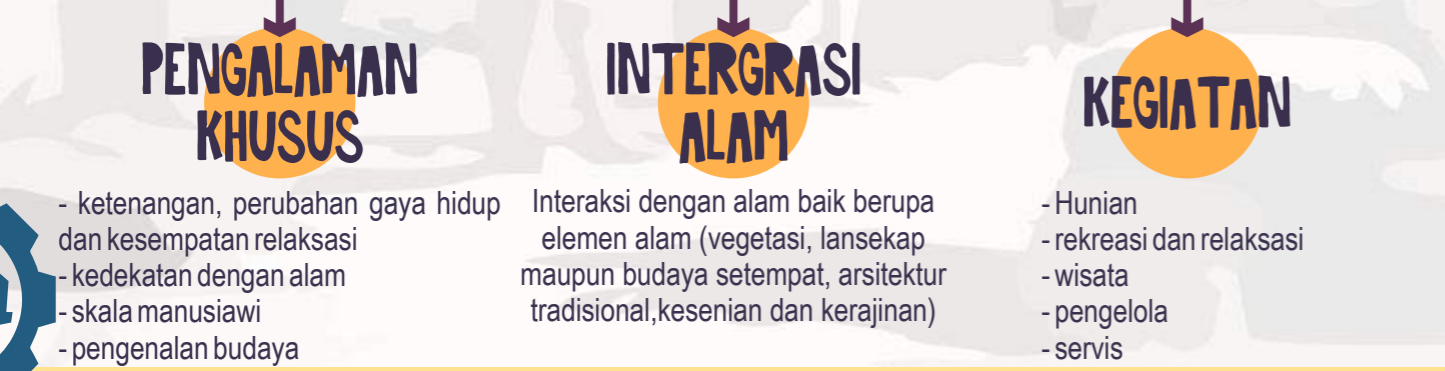 PENGALAMAN
KHUSUS
- ketenangan, perubahan gaya hidup
dan kesempatan relaksasi
- kedekatan dengan alam
- skala manusiawi
- pengenalan budaya
INTERGRASI
ALAM
Interaksi dengan alam baik berupa
elemen alam (vegetasi, lansekap
maupun budaya setempat, arsitektur
tradisional,kesenian dan kerajinan)
KEGIATAN
- Hunian
- rekreasi dan relaksasi
- wisata
- pengelola
- servis